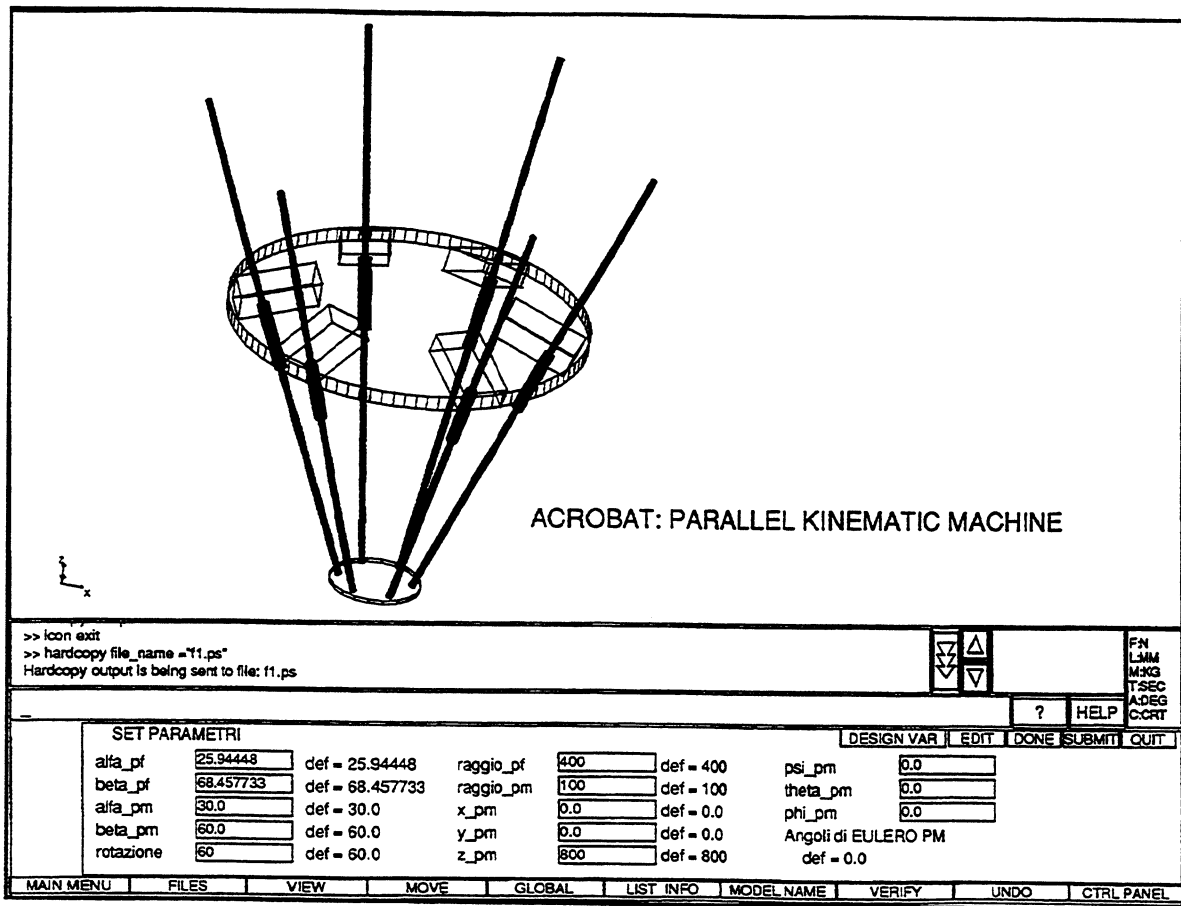 ACROBAT: PARALLEL KINEMATIC MACHINE
z
x
>> icon exit
>> hardcopy file_name ="f1.ps"
Hardcopy output is being sent to file: f1.ps
F:N
L:MM
M:KG
T:SEC
A:DEG
C:CRT
? HELP
SET PARAMETRI
DESIGN VAR EDIT DONE SUBMIT QUIT
alfa_pf 25.94448 def = 25.94448 raggio_pf 400 def = 400 psi_pm 0.0
beta_pf 68.457733 def = 68.457733 raggio_pm 100 def = 100 theta_pm 0.0
alfa_pm 30.0 def = 30.0 x_pm 0.0 def = 0.0 phi_pm 0.0
beta_pm 60.0 def = 60.0 y_pm 0.0 def = 0.0 Angoli di EULERO PM
rotazione 60 def = 60.0 z_pm 800 def = 800 def = 0.0
MAIN MENU FILES VIEW MOVE GLOBAL LIST INFO MODEL NAME VERIFY UNDO CTRL PANEL